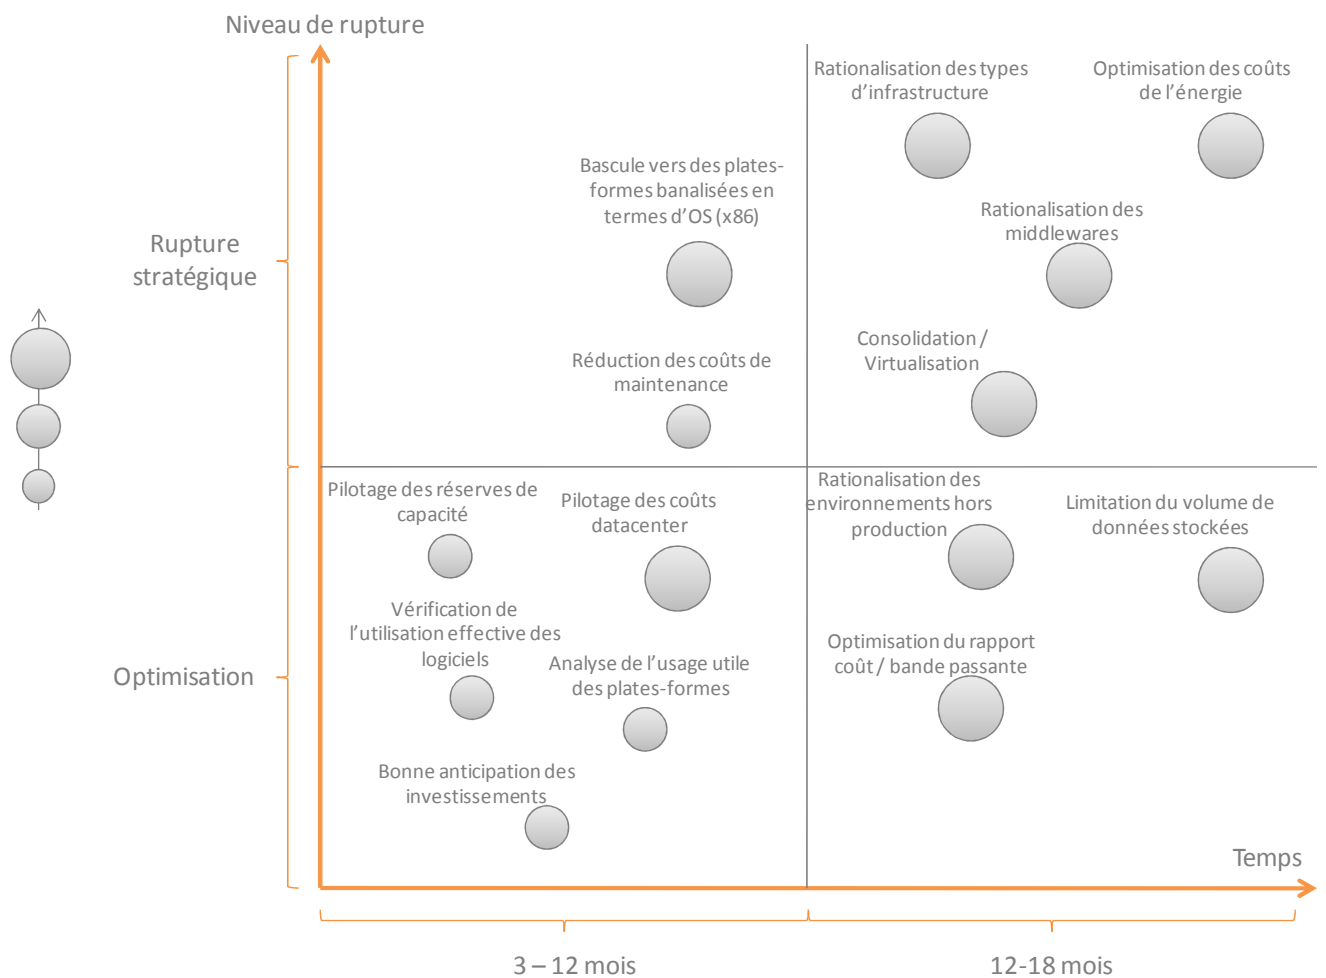 Niveau de rupture
Rationalisation des types
d’infrastructure
Optimisation des coûts
de l’énergie
Bascule vers des plates-
formes banalisées en
termes d’OS (x86)
Rationalisation des
middlewares
Rupture
stratégique
Consolidation /
Virtualisation
Réduction des coûts de
maintenance
Pilotage des réserves de
capacité
Pilotage des coûts
datacenter
Rationalisation des
environnements hors
production
Limitation du volume de
données stockées
Vérification de
l’utilisation effective des
logiciels
Analyse de l’usage utile
des plates-formes
Optimisation du rapport
coût / bande passante
Optimisation
Bonne anticipation des
investissements
Temps
3 – 12 mois
12-18 mois